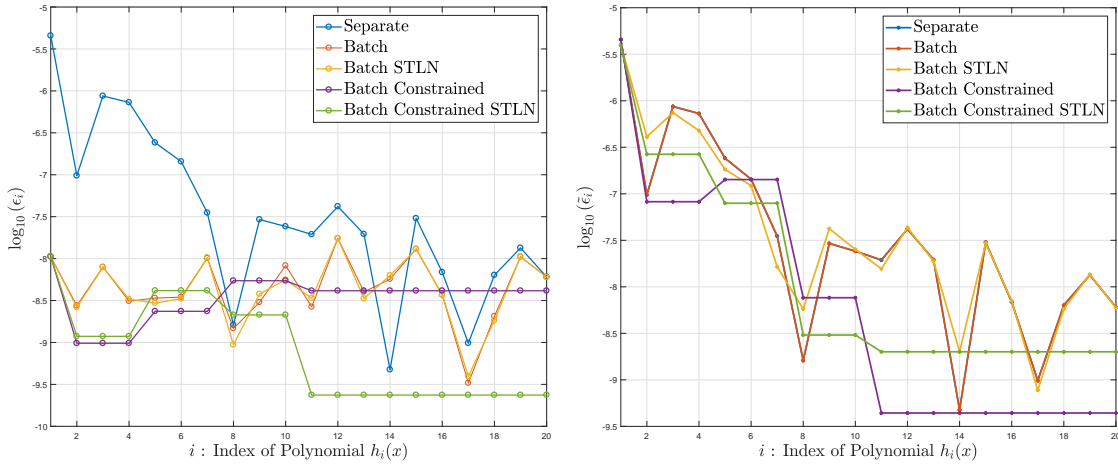 -5
-5.5
-6
-6.5
-7
-7.5
-8
-8.5
-9
-9.5
-10
log₁₀(ϵᵢ)
2 4 6 8 10 12 14 16 18 20
i : Index of Polynomial hᵢ(x)
Separate
Batch
Batch STLN
Batch Constrained
Batch Constrained STLN
-5
-5.5
-6
-6.5
-7
-7.5
-8
-8.5
-9
-9.5
log₁₀(ϵ̃ᵢ)
2 4 6 8 10 12 14 16 18 20
i : Index of Polynomial hᵢ(x)
Separate
Batch
Batch STLN
Batch Constrained
Batch Constrained STLN